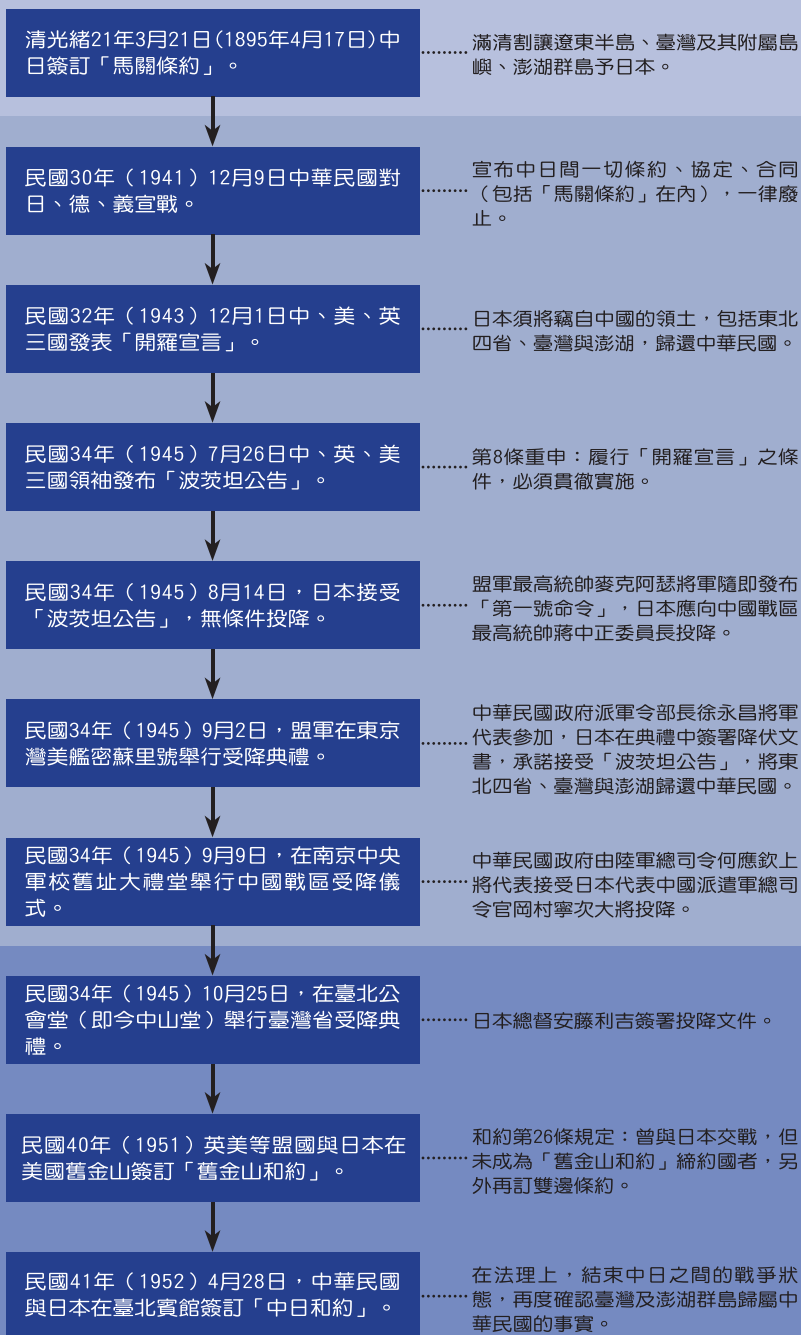 清光緒21年3月21日(1895年4月17日)中
日簽訂「馬關條約」。
滿清割讓遼東半島、臺灣及其附屬島
嶼、澎湖群島予日本。
民國30年（1941）12月9日中華民國對
日、德、義宣戰。
宣布中日間一切條約、協定、合同
（包括「馬關條約」在內），一律廢
止。
民國32年（1943）12月1日中、美、英
三國發表「開羅宣言」。
日本須將竊自中國的領土，包括東北
四省、臺灣與澎湖，歸還中華民國。
民國34年（1945）7月26日中、英、美
三國領袖發布「波茨坦公告」。
第8條重申：履行「開羅宣言」之條
件，必須貫徹實施。
民國34年（1945）8月14日，日本接受
「波茨坦公告」，無條件投降。
盟軍最高統帥麥克阿瑟將軍隨即發布
「第一號命令」，日本應向中國戰區
最高統帥蔣中正委員長投降。
民國34年（1945）9月2日，盟軍在東京
灣美艦密蘇里號舉行受降典禮。
中華民國政府派軍令部長徐永昌將軍
代表參加，日本在典禮中簽署降伏文
書，承諾接受「波茨坦公告」，將東
北四省、臺灣與澎湖歸還中華民國。
民國34年（1945）9月9日，在南京中央
軍校舊址大禮堂舉行中國戰區受降儀
式。
中華民國政府由陸軍總司令何應欽上
將代表接受日本代表中國派遣軍總司
令官岡村寧次大將投降。
民國34年（1945）10月25日，在臺北公
會堂（即今中山堂）舉行臺灣省受降典
禮。
日本總督安藤利吉簽署投降文件。
民國40年（1951）英美等盟國與日本在
美國舊金山簽訂「舊金山和約」。
和約第26條規定：曾與日本交戰，但
未成為「舊金山和約」締約國者，另
外再訂雙邊條約。
民國41年（1952）4月28日，中華民國
與日本在臺北賓館簽訂「中日和約」。
在法理上，結束中日之間的戰爭狀
態，再度確認臺灣及澎湖群島歸屬中
華民國的事實。